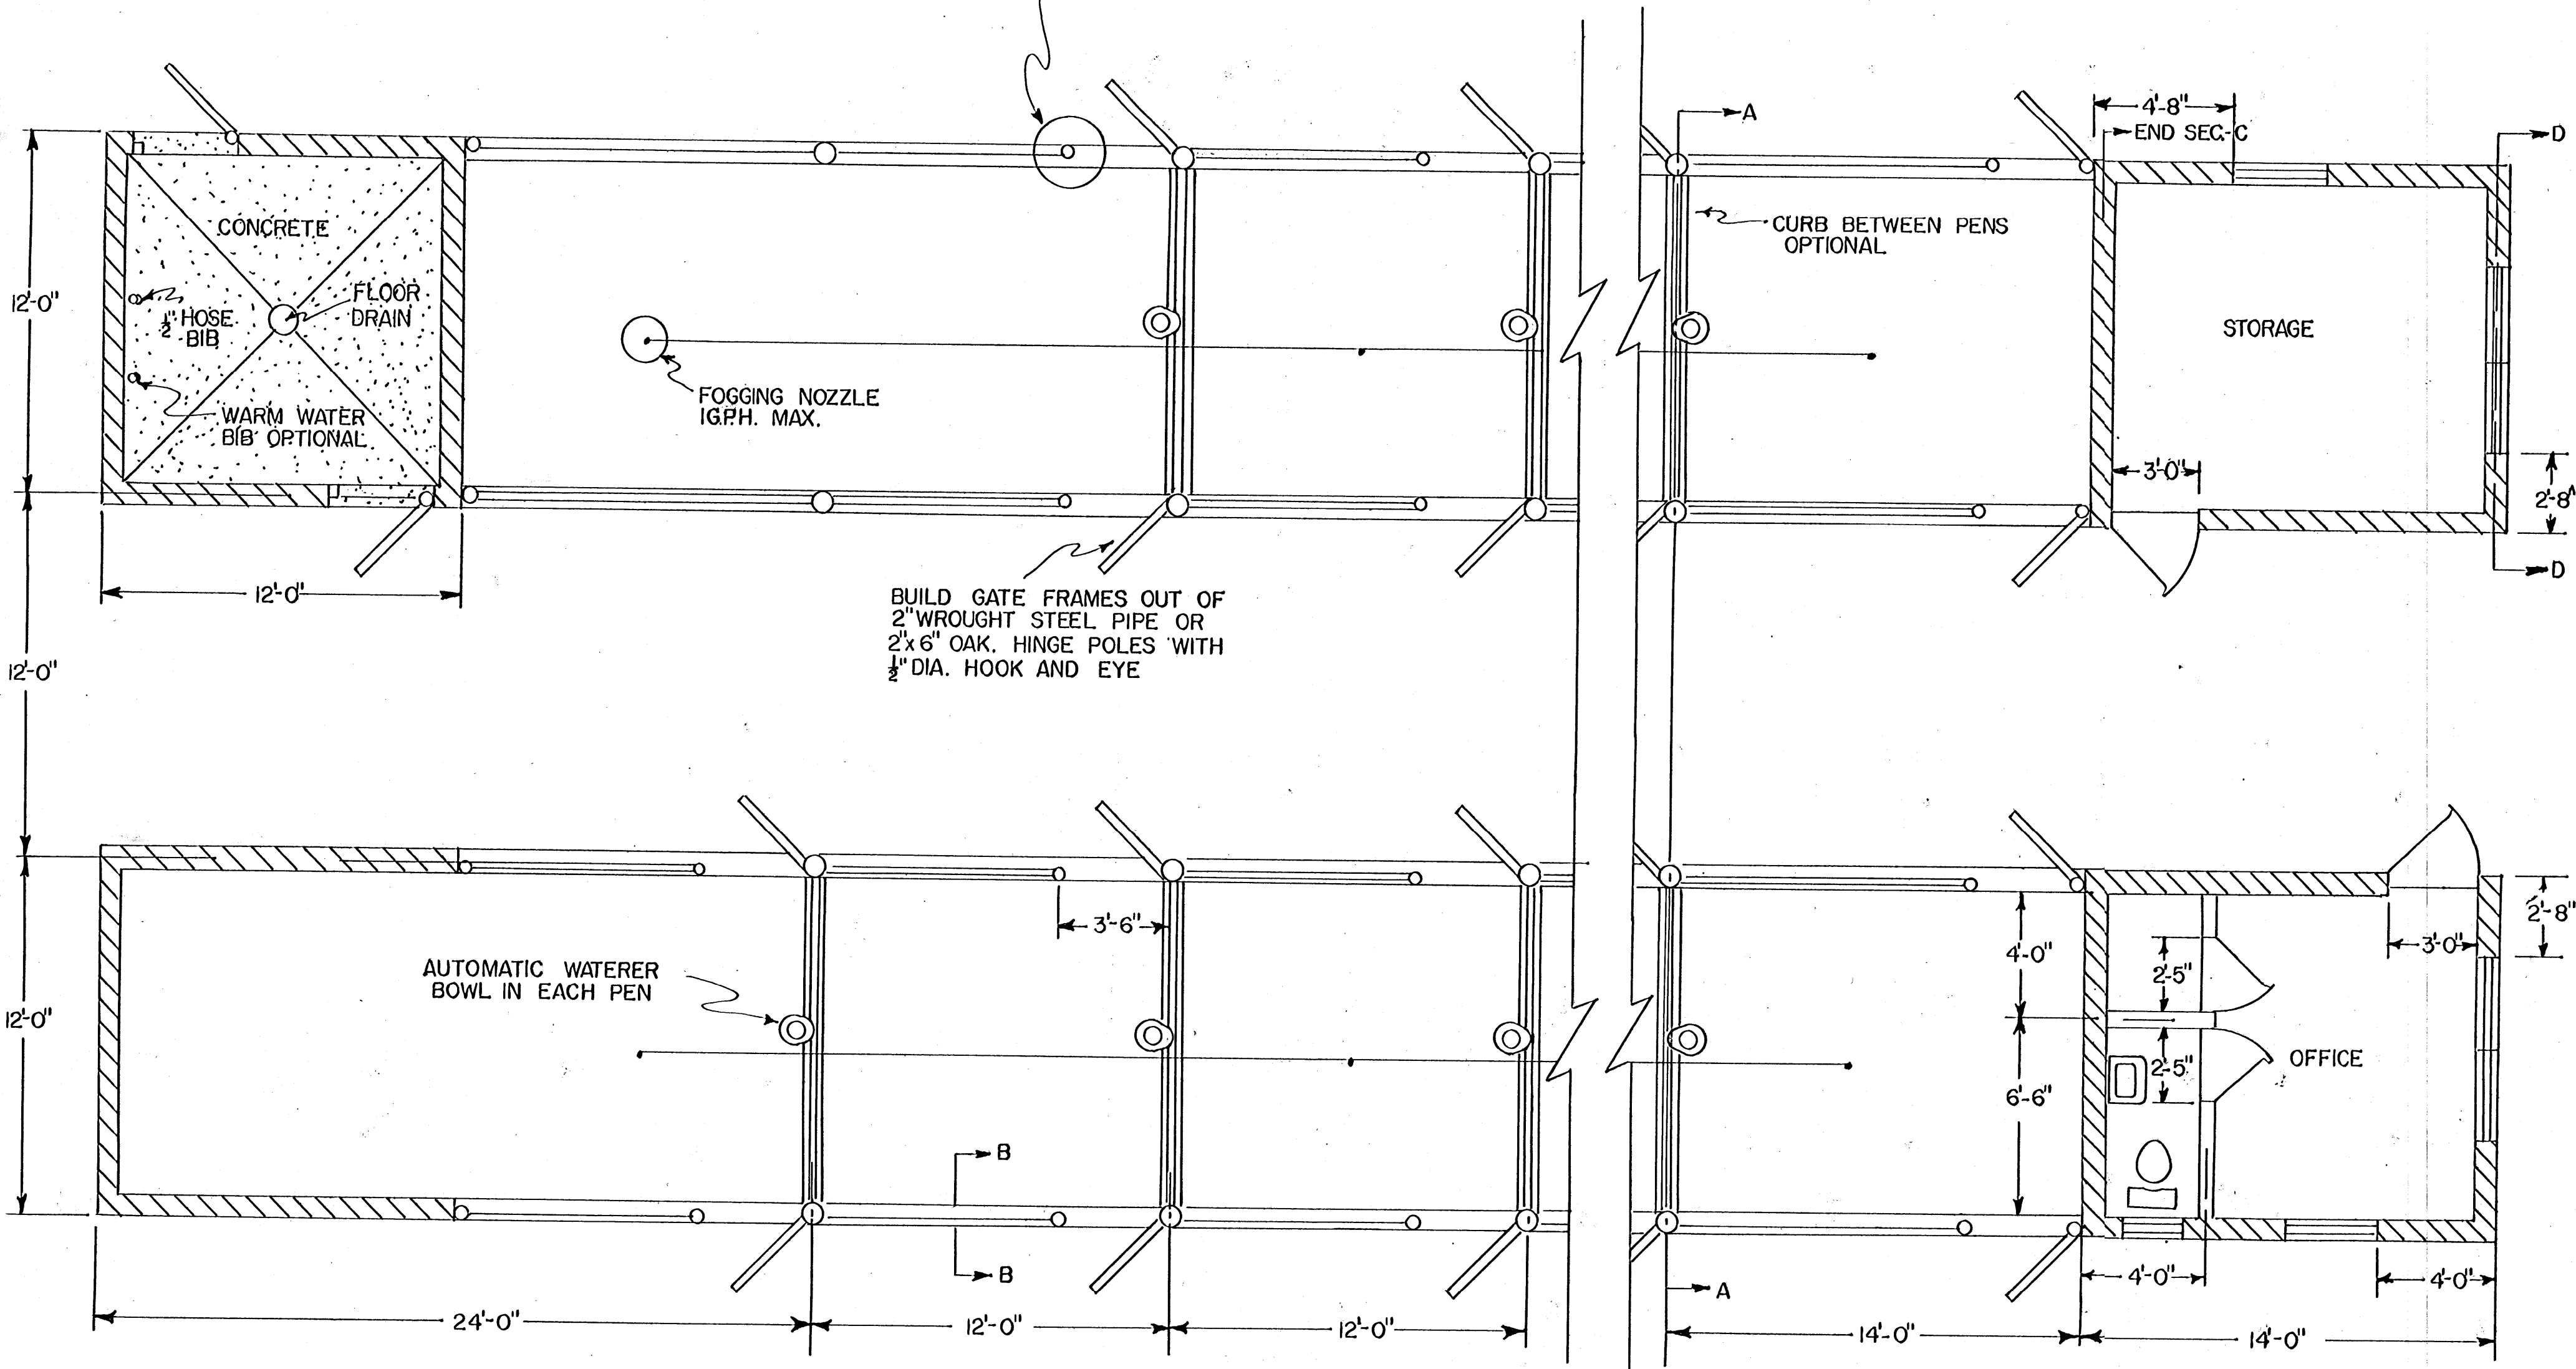 A
4'-8"
END SEC.-C
D
CONCRETE
CURB BETWEEN PENS
OPTIONAL
12'-0"
FLOOR
DRAIN
1/2" HOSE
BIB
STORAGE
FOGGING NOZZLE
1G.P.H. MAX.
WARM WATER
BIB OPTIONAL
3'-0"
2'-8"
D
12'-0"
BUILD GATE FRAMES OUT OF
2" WROUGHT STEEL PIPE OR
2"x6" OAK. HINGE POLES WITH
1/2" DIA. HOOK AND EYE
12'-0"
3'-6"
4'-0"
2'-8"
3'-0"
AUTOMATIC WATERER
BOWL IN EACH PEN
2'-5"
12'-0"
2'-5"
OFFICE
6'-6"
B
B
A
4'-0"
4'-0"
24'-0"
12'-0"
12'-0"
14'-0"
14'-0"